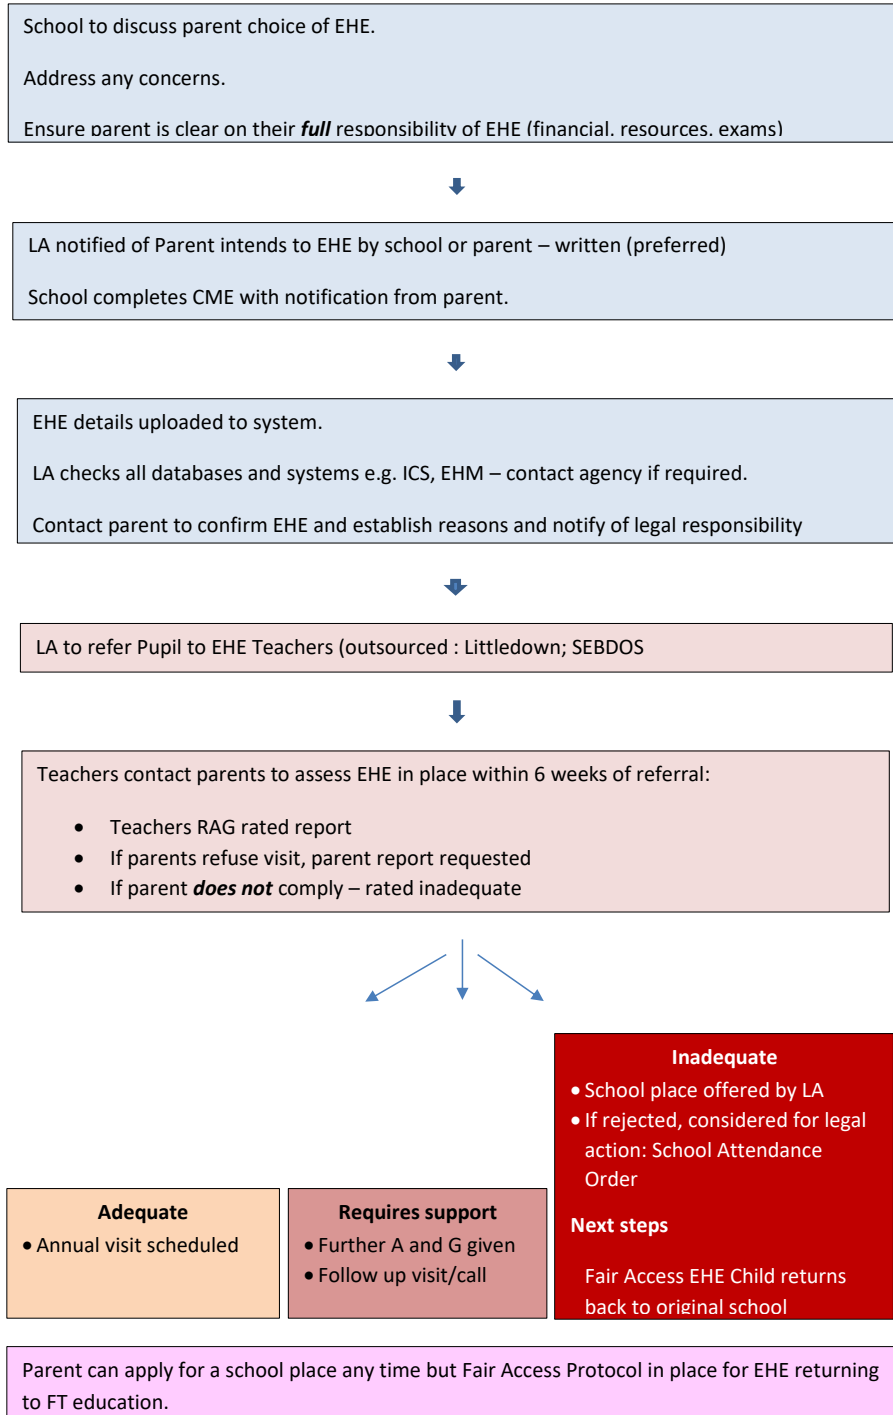 School to discuss parent choice of EHE.
Address any concerns.
Ensure parent is clear on their full responsibility of EHE (financial, resources, exams)
LA notified of Parent intends to EHE by school or parent – written (preferred)
School completes CME with notification from parent.
EHE details uploaded to system.
LA checks all databases and systems e.g. ICS, EHM – contact agency if required.
Contact parent to confirm EHE and establish reasons and notify of legal responsibility
LA to refer Pupil to EHE Teachers (outsourced : Littledown; SEBDOS
Teachers contact parents to assess EHE in place within 6 weeks of referral:
• Teachers RAG rated report
• If parents refuse visit, parent report requested
• If parent does not comply – rated inadequate
Adequate
• Annual visit scheduled
Requires support
• Further A and G given
• Follow up visit/call
Inadequate
• School place offered by LA
• If rejected, considered for legal
action: School Attendance
Order
Next steps
Fair Access EHE Child returns
back to original school
Parent can apply for a school place any time but Fair Access Protocol in place for EHE returning
to FT education.